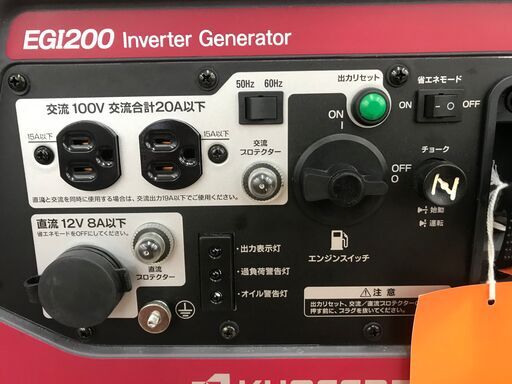 EGI200 Inverter Generator
交流100V 交流合計20A以下
15A以下
15A以下
50Hz 60Hz
交流
プロテクター
直流と交流を同時に使用する場合は、交流出力19A以下でご使用ください。
直流12V 8A以下
省エネモードをOFFにしてください。
直流
プロテクター
出力表示灯
過負荷警告灯
オイル警告灯
出力リセット
ON
I
OFF
O
エンジンスイッチ
省エネモード
ON
OFF
チョーク
始動
運転
注意
出力リセット、交流/直流プロテクターの
押す前に、プラグを抜いてください。